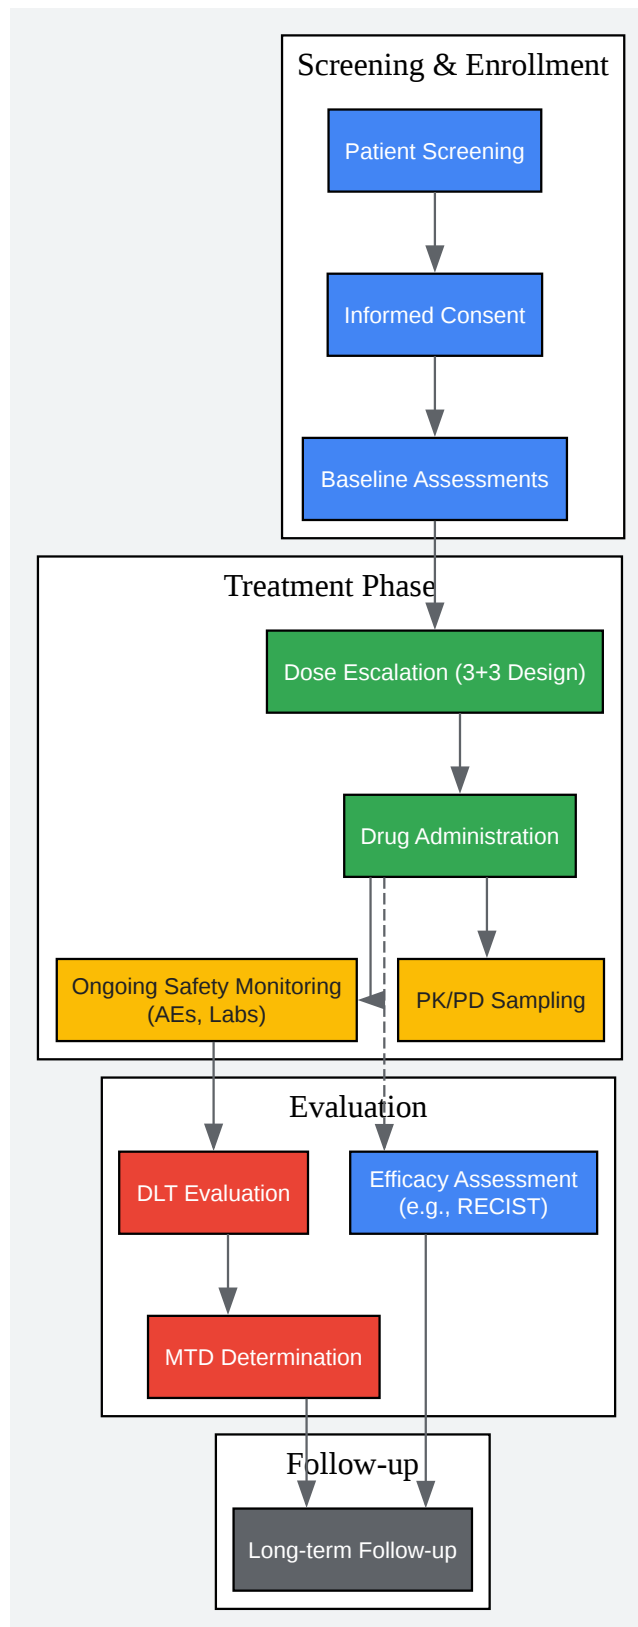 Screening & Enrollment
Patient Screening
Informed Consent
Baseline Assessments
Treatment Phase
Dose Escalation (3+3 Design)
Drug Administration
Ongoing Safety Monitoring
(AEs, Labs)
PK/PD Sampling
Evaluation
DLT Evaluation
Efficacy Assessment
(e.g., RECIST)
MTD Determination
Follow-up
Long-term Follow-up